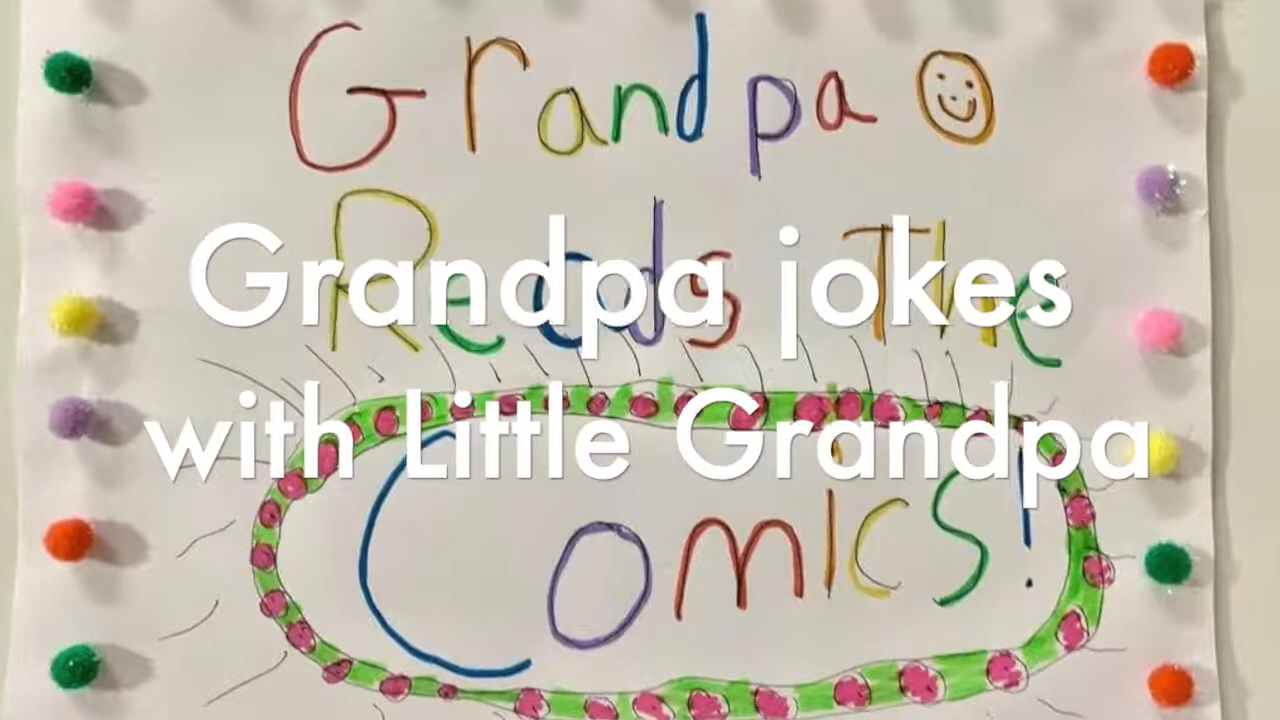 Grandpa
Reads The
Grandpa jokes
with Little Grandpa
Comics!